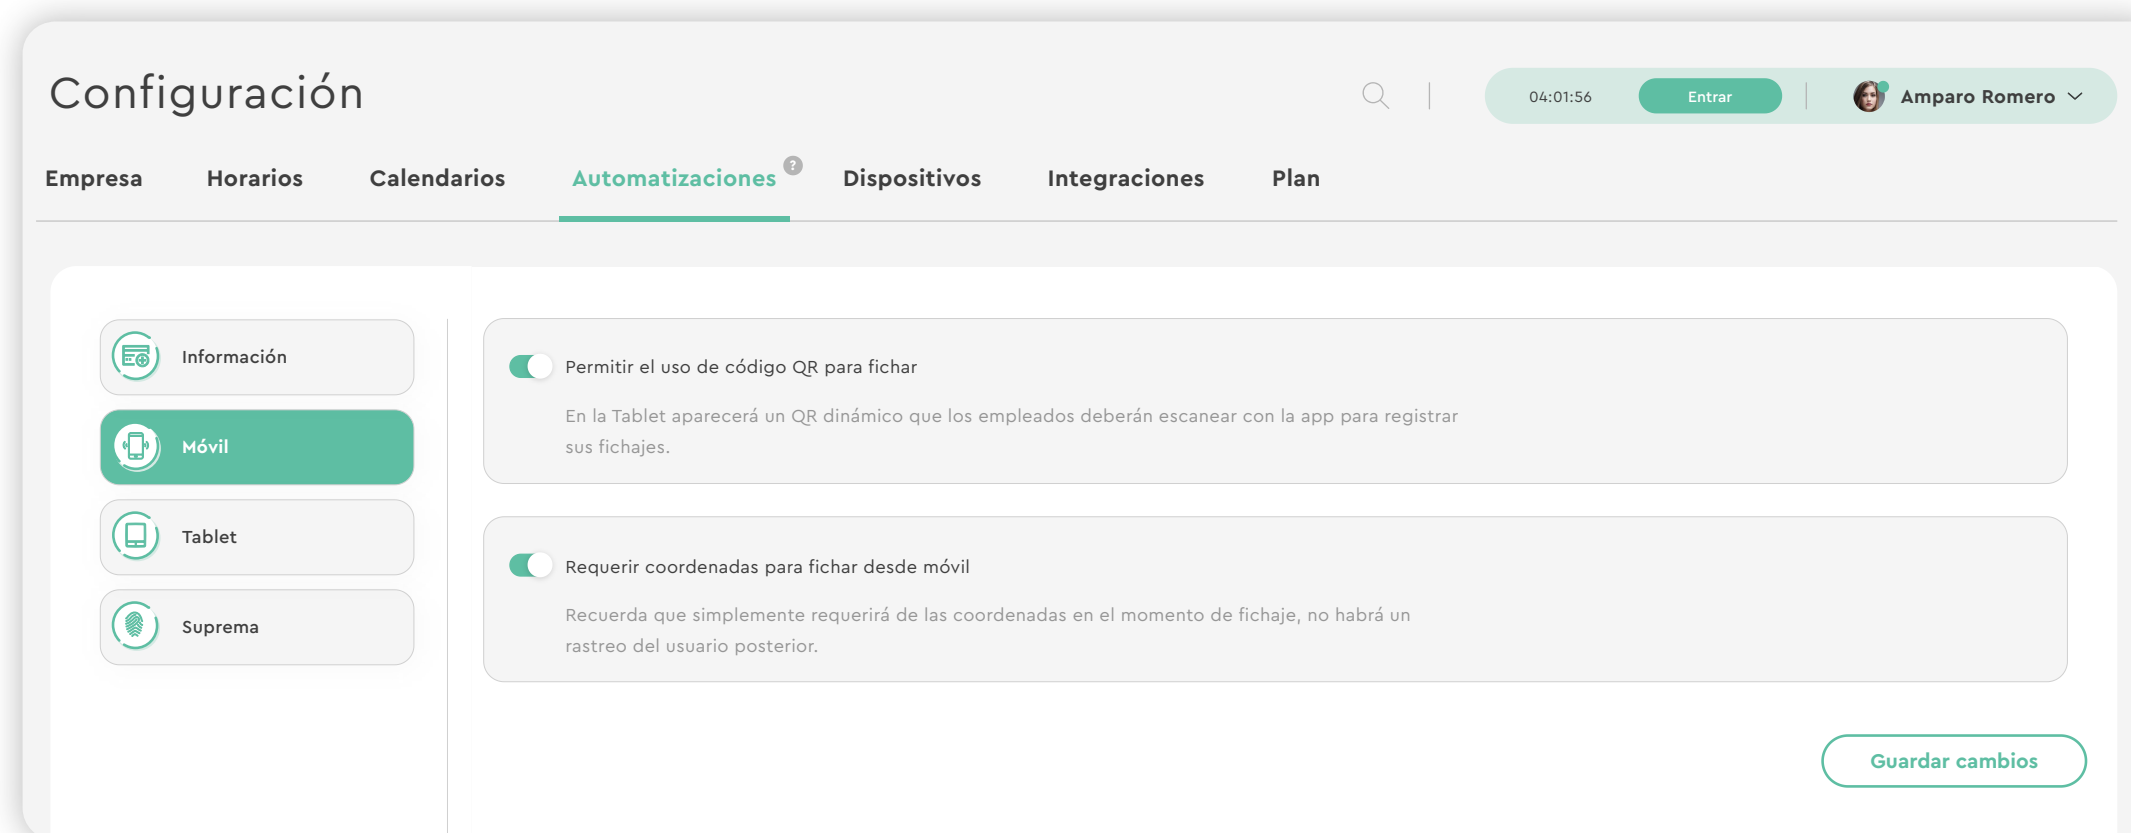 Configuración
04:01:56
Entrar
Amparo Romero
Empresa
Horarios
Calendarios
Automatizaciones
?
Dispositivos
Integraciones
Plan
Información
Móvil
Tablet
Suprema
Permitir el uso de código QR para fichar
En la Tablet aparecerá un QR dinámico que los empleados deberán escanear con la app para registrar
sus fichajes.
Requerir coordenadas para fichar desde móvil
Recuerda que simplemente requerirá de las coordenadas en el momento de fichaje, no habrá un
rastreo del usuario posterior.
Guardar cambios